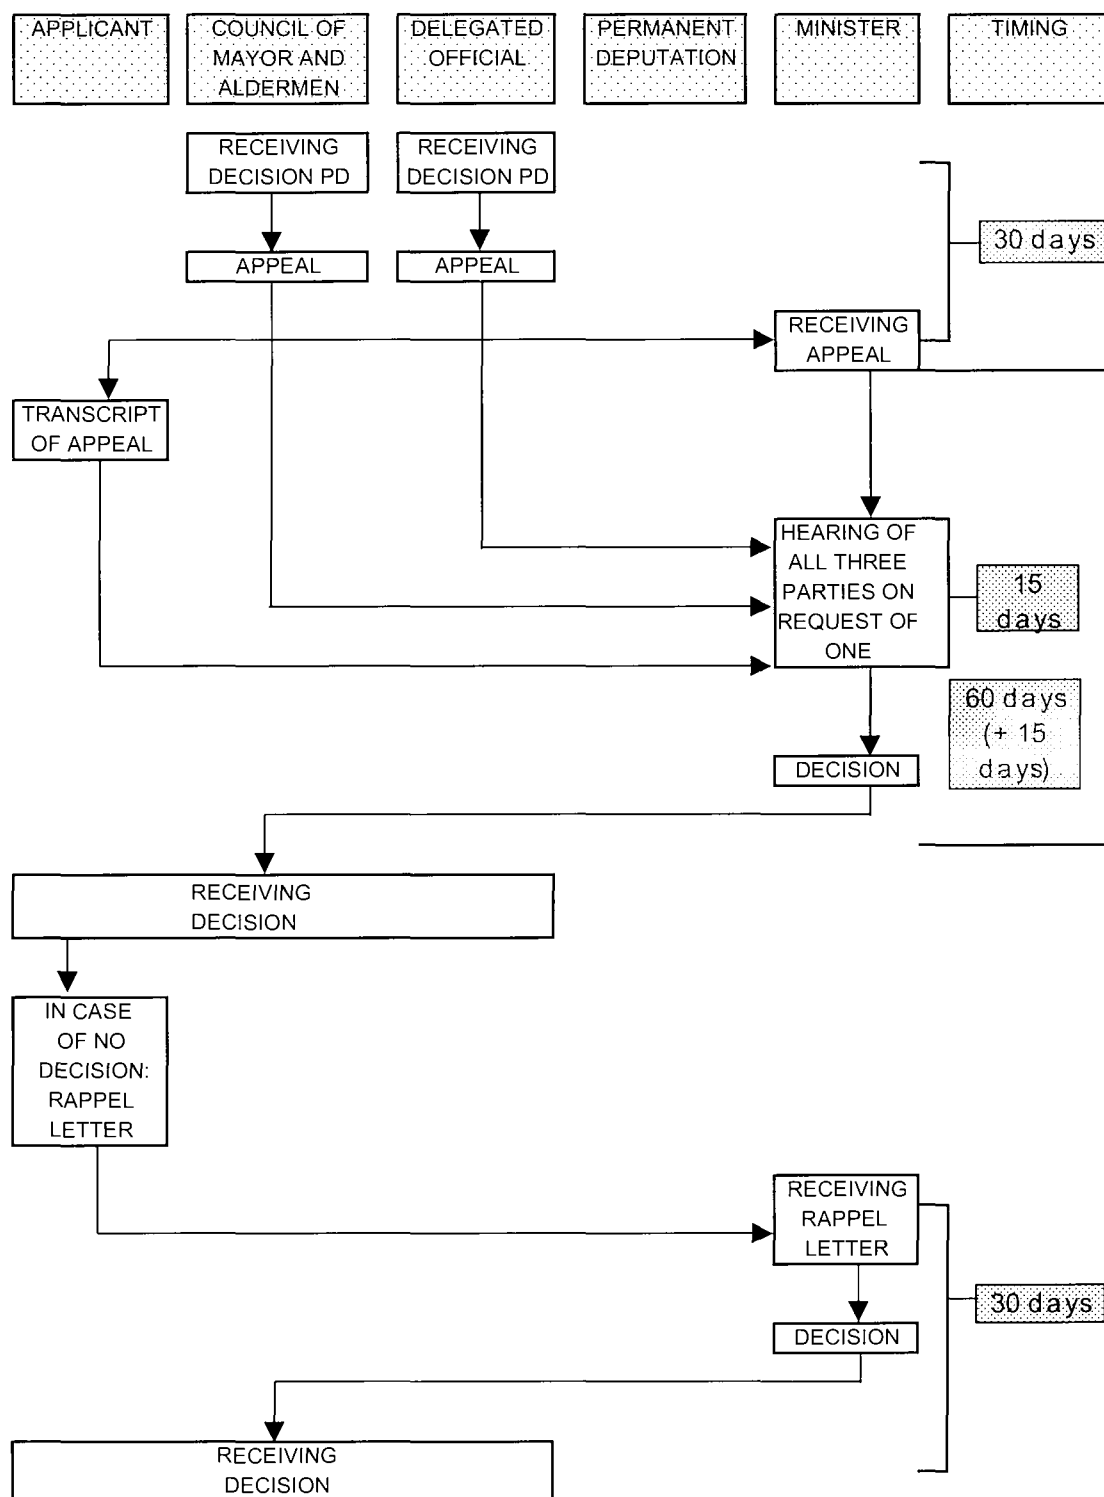 APPLICANT
COUNCIL OF
MAYOR AND
ALDERMEN
DELEGATED
OFFICIAL
PERMANENT
DEPUTATION
MINISTER
TIMING
RECEIVING
DECISION PD
RECEIVING
DECISION PD
30 days
APPEAL
APPEAL
RECEIVING
APPEAL
TRANSCRIPT
OF APPEAL
HEARING OF
ALL THREE
PARTIES ON
REQUEST OF
ONE
15
days
60 days
(+ 15
days)
DECISION
RECEIVING
DECISION
IN CASE
OF NO
DECISION:
RAPPEL
LETTER
RECEIVING
RAPPEL
LETTER
30 days
DECISION
RECEIVING
DECISION